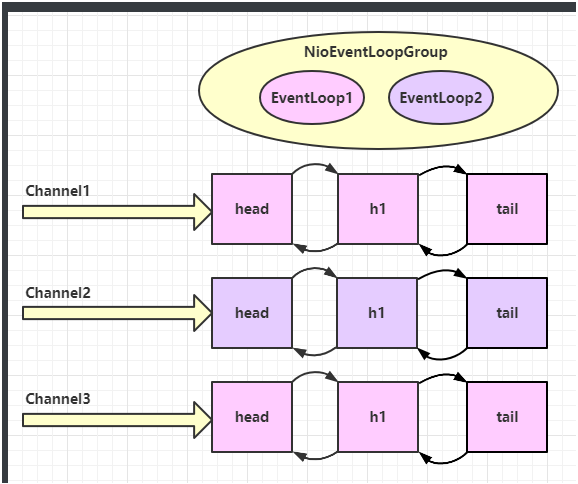 NioEventLoopGroup
EventLoop1 EventLoop2
Channel1
head h1 tail
Channel2
head h1 tail
Channel3
head h1 tail